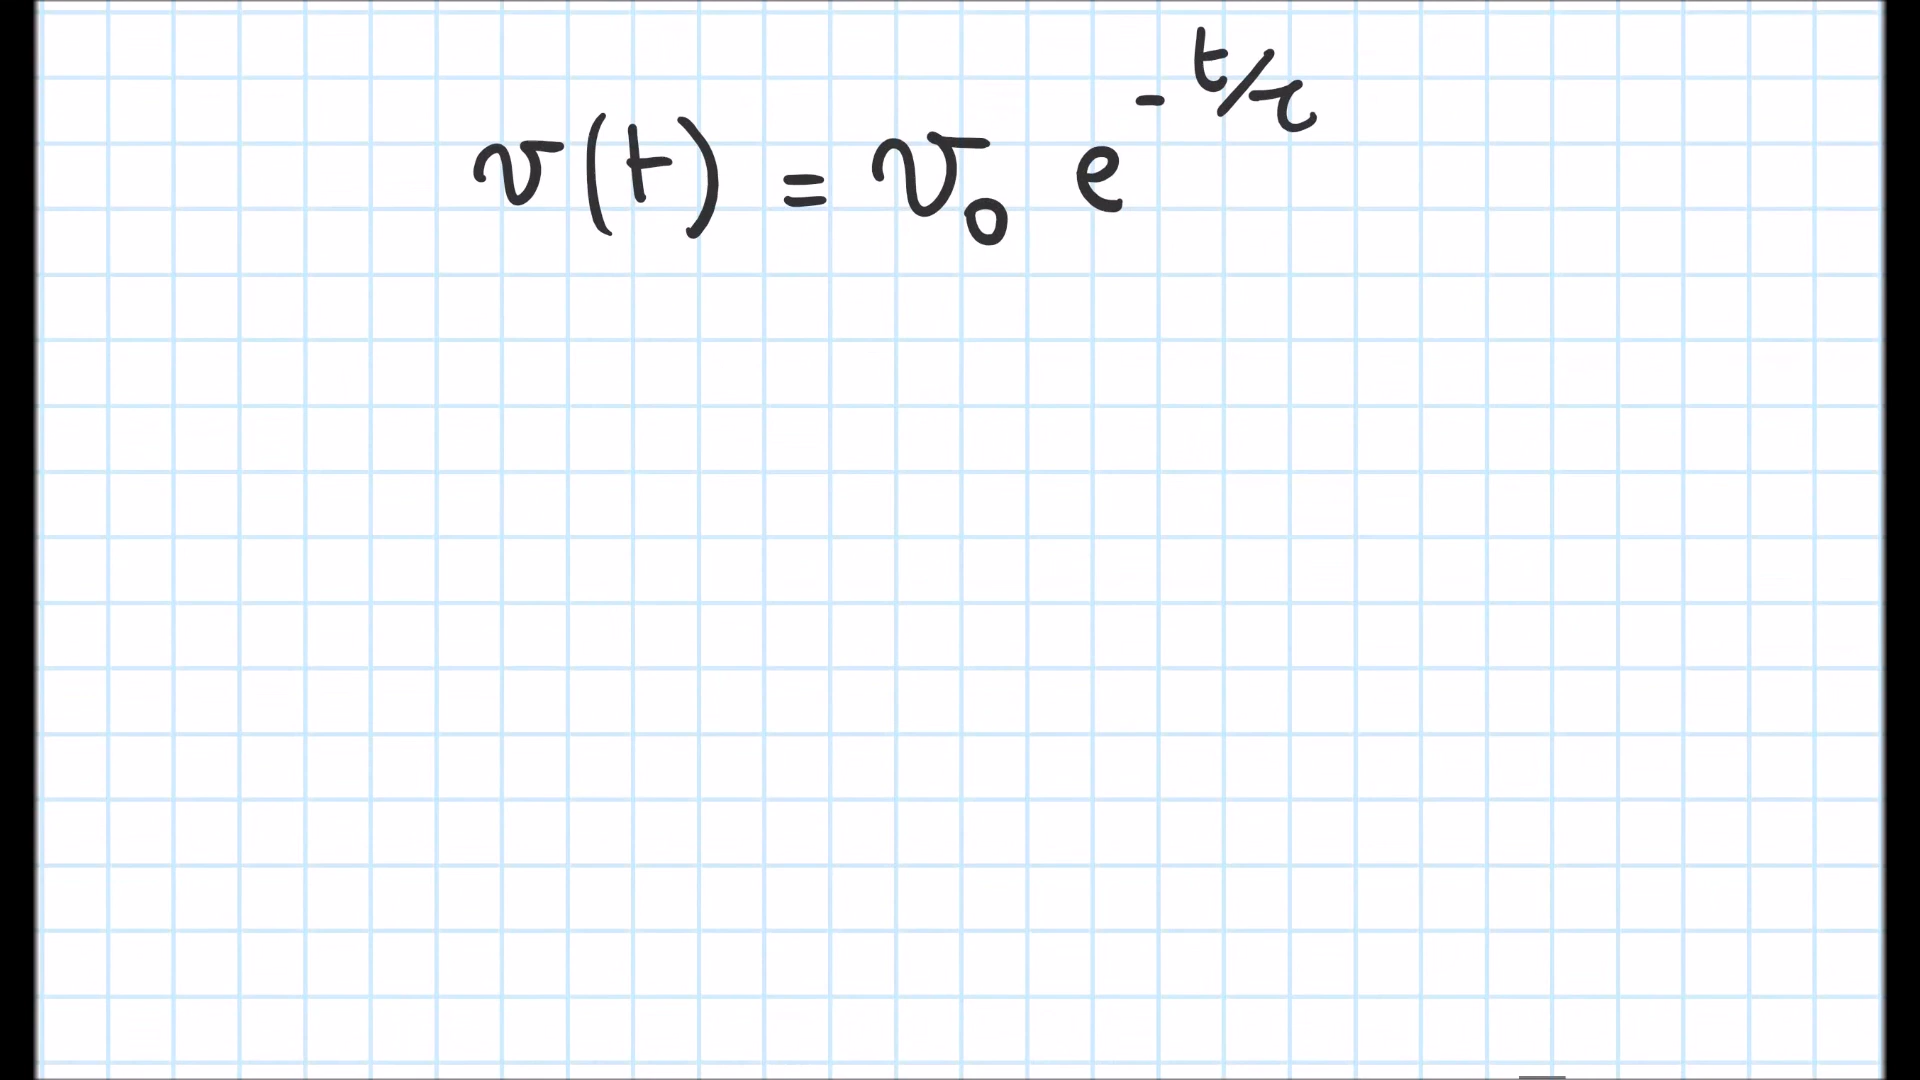 v(t) = v₀ e^{-t/τ}